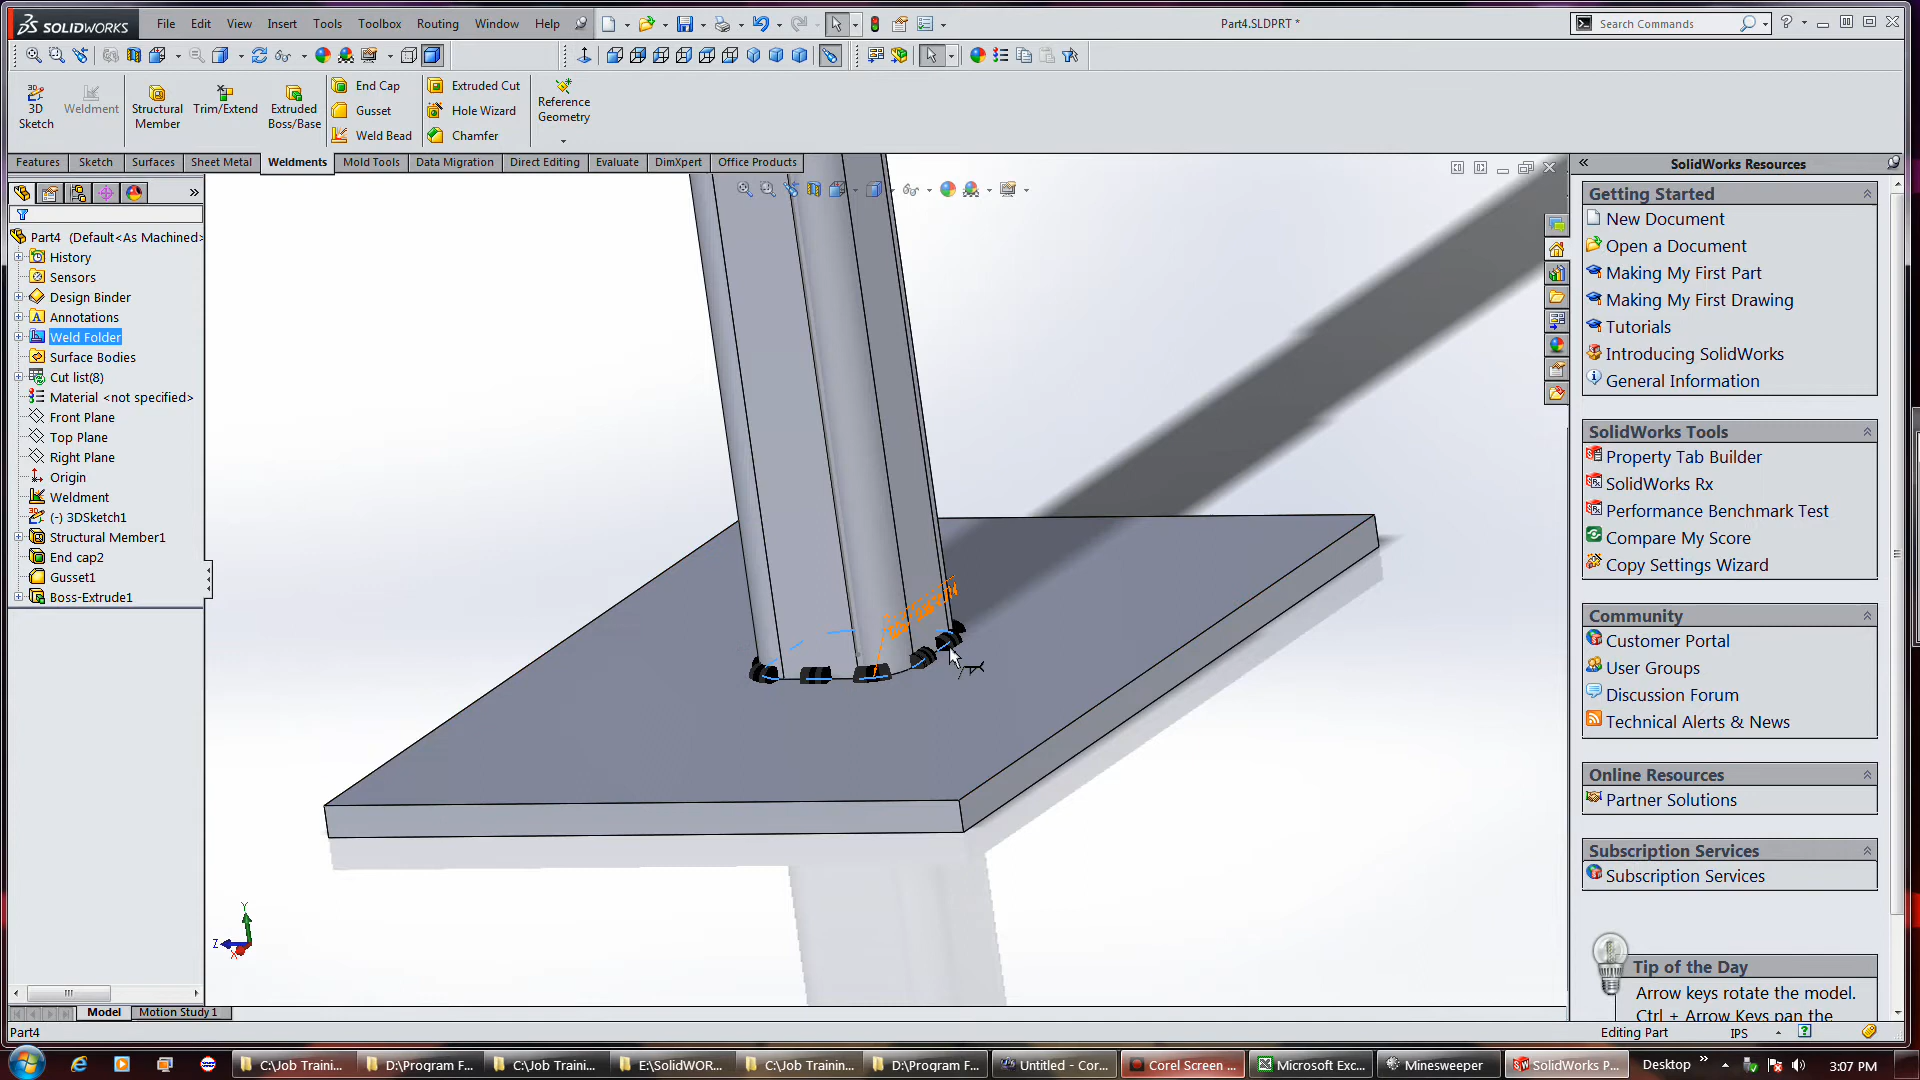 SOLIDWORKS File Edit View Insert Tools Toolbox Routing Window Help Part4.SLDPRT * Search Commands
3D Sketch
Weldment
Structural Member
Trim/Extend
Extruded Boss/Base
End Cap
Gusset
Weld Bead
Extruded Cut
Hole Wizard
Chamfer
Reference Geometry
Features Sketch Surfaces Sheet Metal Weldments Mold Tools Data Migration Direct Editing Evaluate DimXpert Office Products
Part4 (Default<As Machined>
History
Sensors
Design Binder
Annotations
Weld Folder
Surface Bodies
Cut list(8)
Material <not specified>
Front Plane
Top Plane
Right Plane
Origin
Weldment
(-) 3DSketch1
Structural Member1
End cap2
Gusset1
Boss-Extrude1
Y
Z
X
SolidWorks Resources
Getting Started
New Document
Open a Document
Making My First Part
Making My First Drawing
Tutorials
Introducing SolidWorks
General Information
SolidWorks Tools
Property Tab Builder
SolidWorks Rx
Performance Benchmark Test
Compare My Score
Copy Settings Wizard
Community
Customer Portal
User Groups
Discussion Forum
Technical Alerts & News
Online Resources
Partner Solutions
Subscription Services
Subscription Services
Tip of the Day
Arrow keys rotate the model.
Ctrl + Arrow Keys pan the
Model Motion Study 1
Part4 Editing Part IPS
C:\Job Traini... D:\Program F... C:\Job Traini... E:\SolidWOR... C:\Job Trainin... D:\Program F... Untitled - Cor... Corel Screen ... Microsoft Exc... Minesweeper SolidWorks P... Desktop 3:07 PM